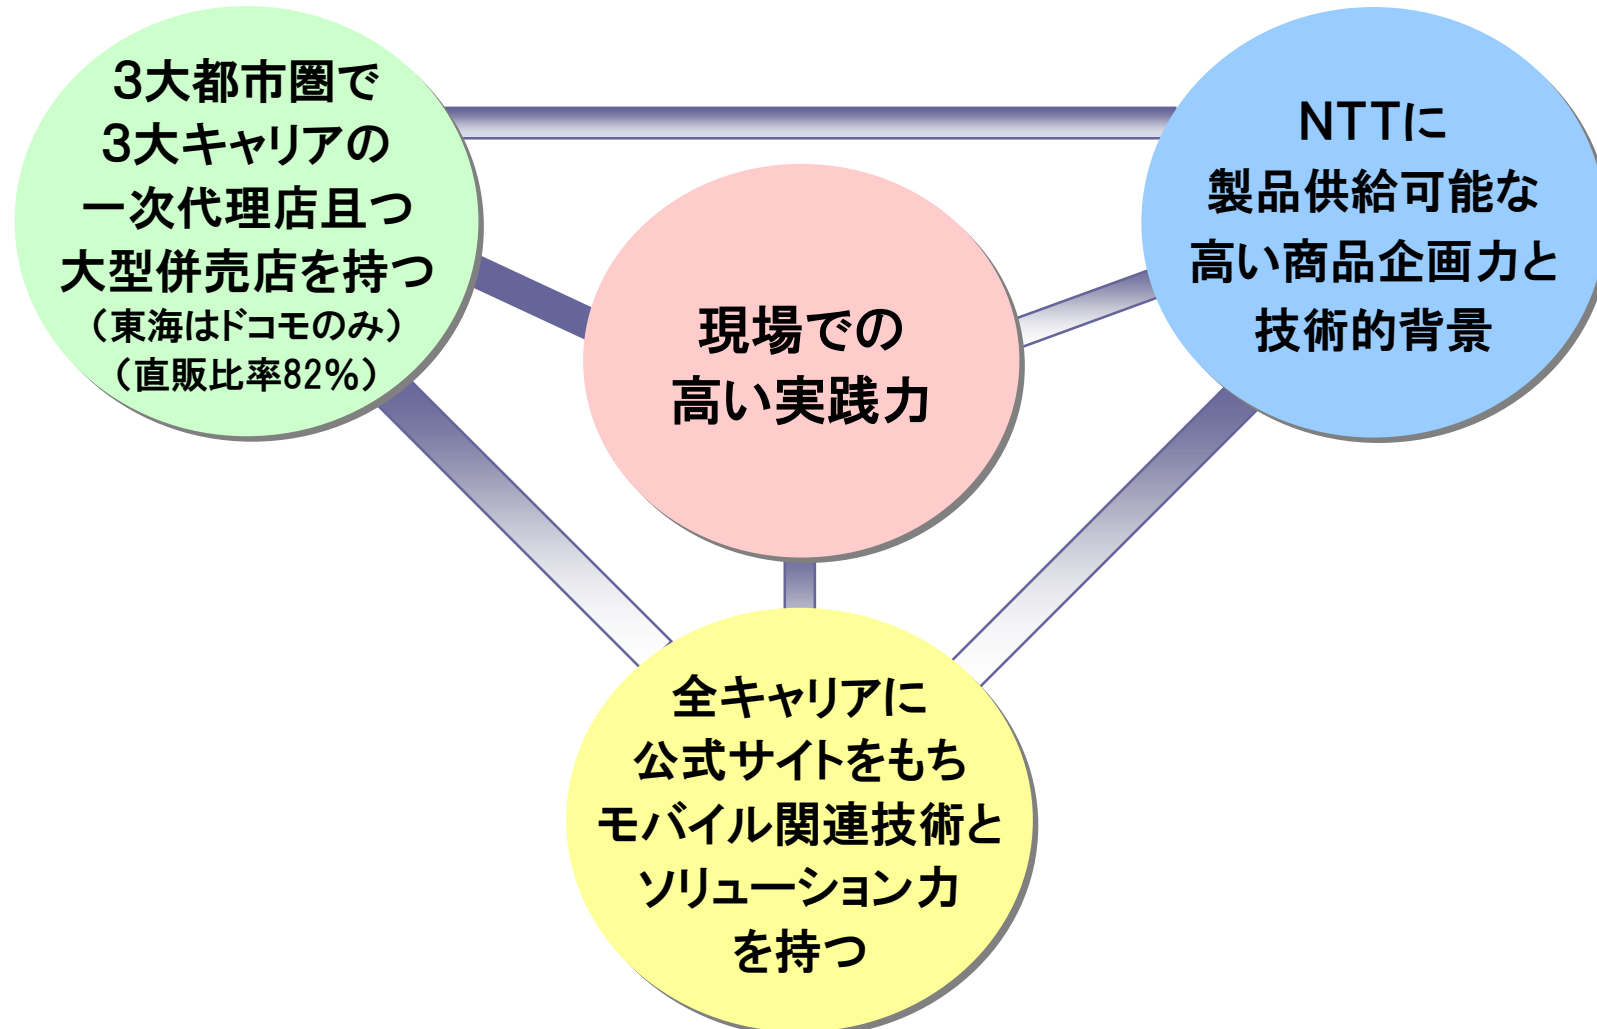 3大都市圏で
3大キャリアの
一次代理店且つ
大型併売店を持つ
（東海はドコモのみ）
（直販比率82%）
NTTに
製品供給可能な
高い商品企画力と
技術的背景
現場での
高い実践力
全キャリアに
公式サイトをもち
モバイル関連技術と
ソリューション力
を持つ